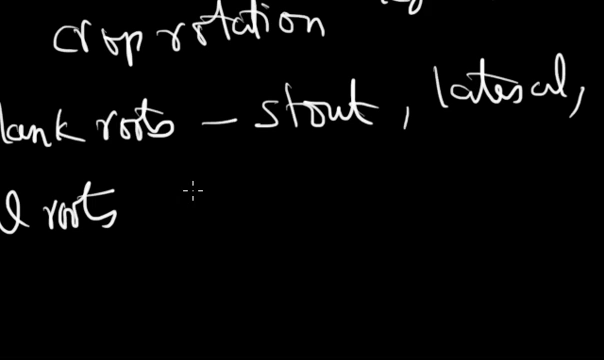 crop rotation
lank roots – stout, lateral,
l roots